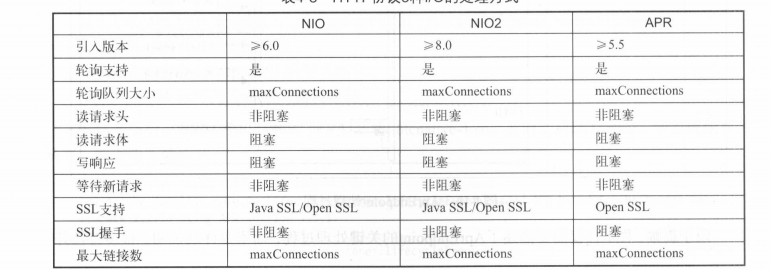 NIO NIO2 APR
引入版本 ≥6.0 ≥8.0 ≥5.5
轮询支持 是 是 是
轮询队列大小 maxConnections maxConnections maxConnections
读请求头 非阻塞 非阻塞 非阻塞
读请求体 阻塞 阻塞 阻塞
写响应 阻塞 阻塞 阻塞
等待新请求 非阻塞 非阻塞 非阻塞
SSL支持 Java SSL/Open SSL Java SSL/Open SSL Open SSL
SSL握手 非阻塞 非阻塞 阻塞
最大链接数 maxConnections maxConnections maxConnections